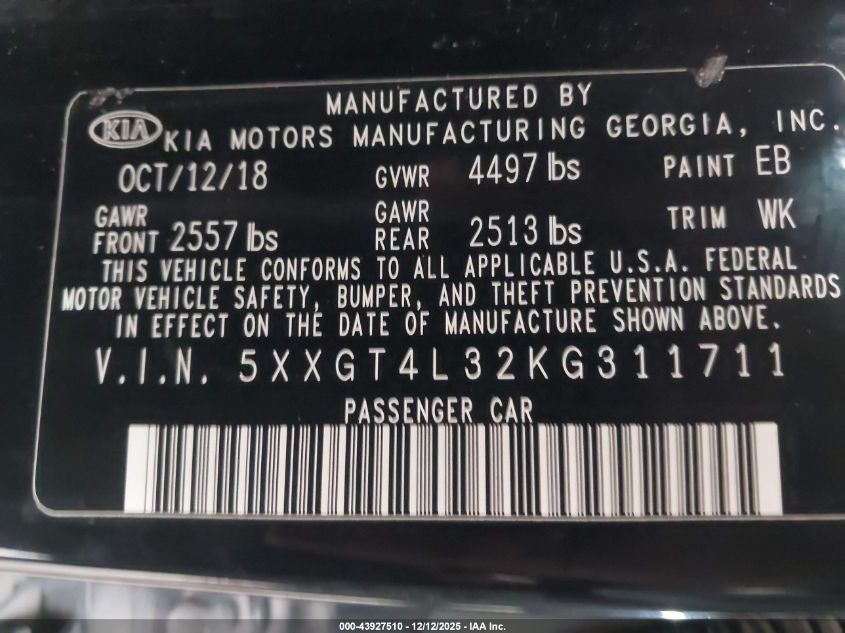 MANUFACTURED BY
KIA KIA MOTORS MANUFACTURING GEORGIA, INC.
OCT/12/18 GVWR 4497 lbs PAINT EB
GAWR FRONT 2557 lbs GAWR REAR 2513 lbs TRIM WK
THIS VEHICLE CONFORMS TO ALL APPLICABLE U.S.A. FEDERAL
MOTOR VEHICLE SAFETY, BUMPER, AND THEFT PREVENTION STANDARDS
IN EFFECT ON THE DATE OF MANUFACTURE SHOWN ABOVE.
V.I.N. 5XXGT4L32KG311711
PASSENGER CAR
000-43927510 - 12/12/2025 - IAA Inc.